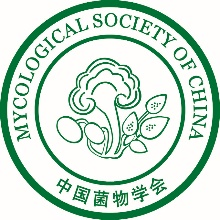 MYCOLOGICAL SOCIETY OF CHINA
中国菌物学会